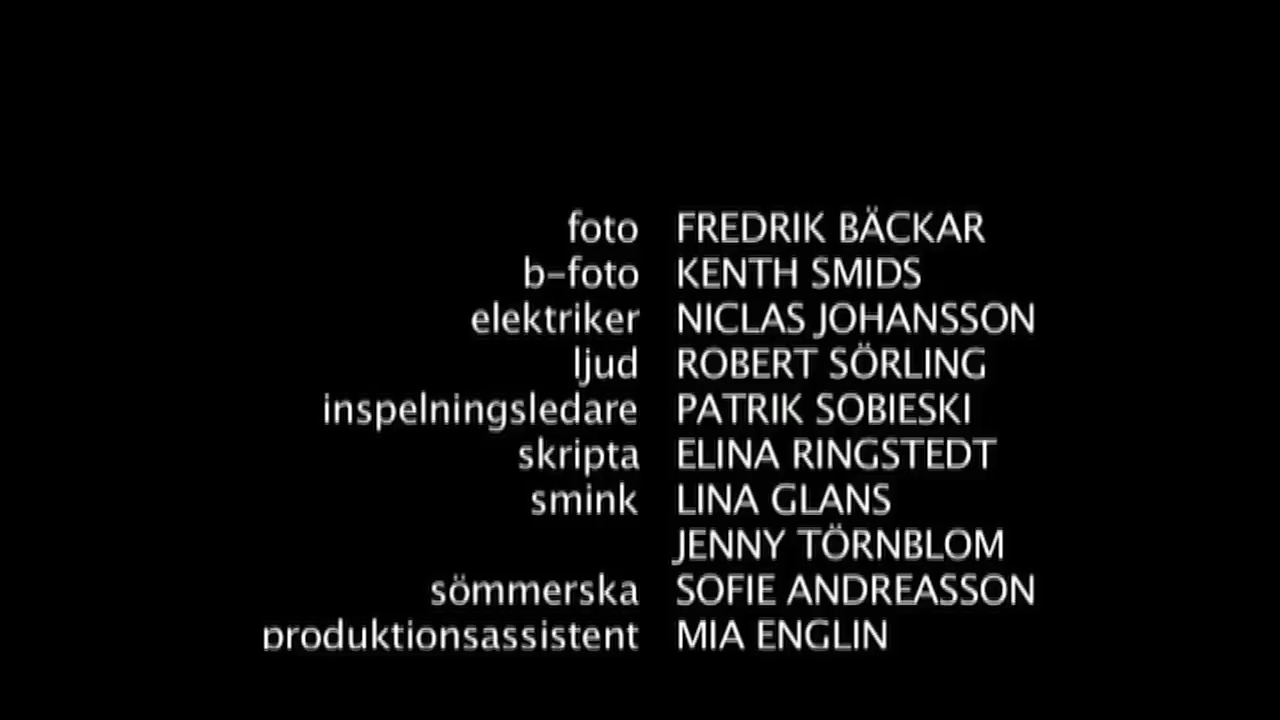 foto FREDRIK BÄCKAR
b-foto KENTH SMIDS
elektriker NICLAS JOHANSSON
ljud ROBERT SÖRLING
inspelningsledare PATRIK SOBIESKI
skripta ELINA RINGSTEDT
smink LINA GLANS
JENNY TÖRNBLOM
sömmerska SOFIE ANDREASSON
produktionsassistent MIA ENGLIN